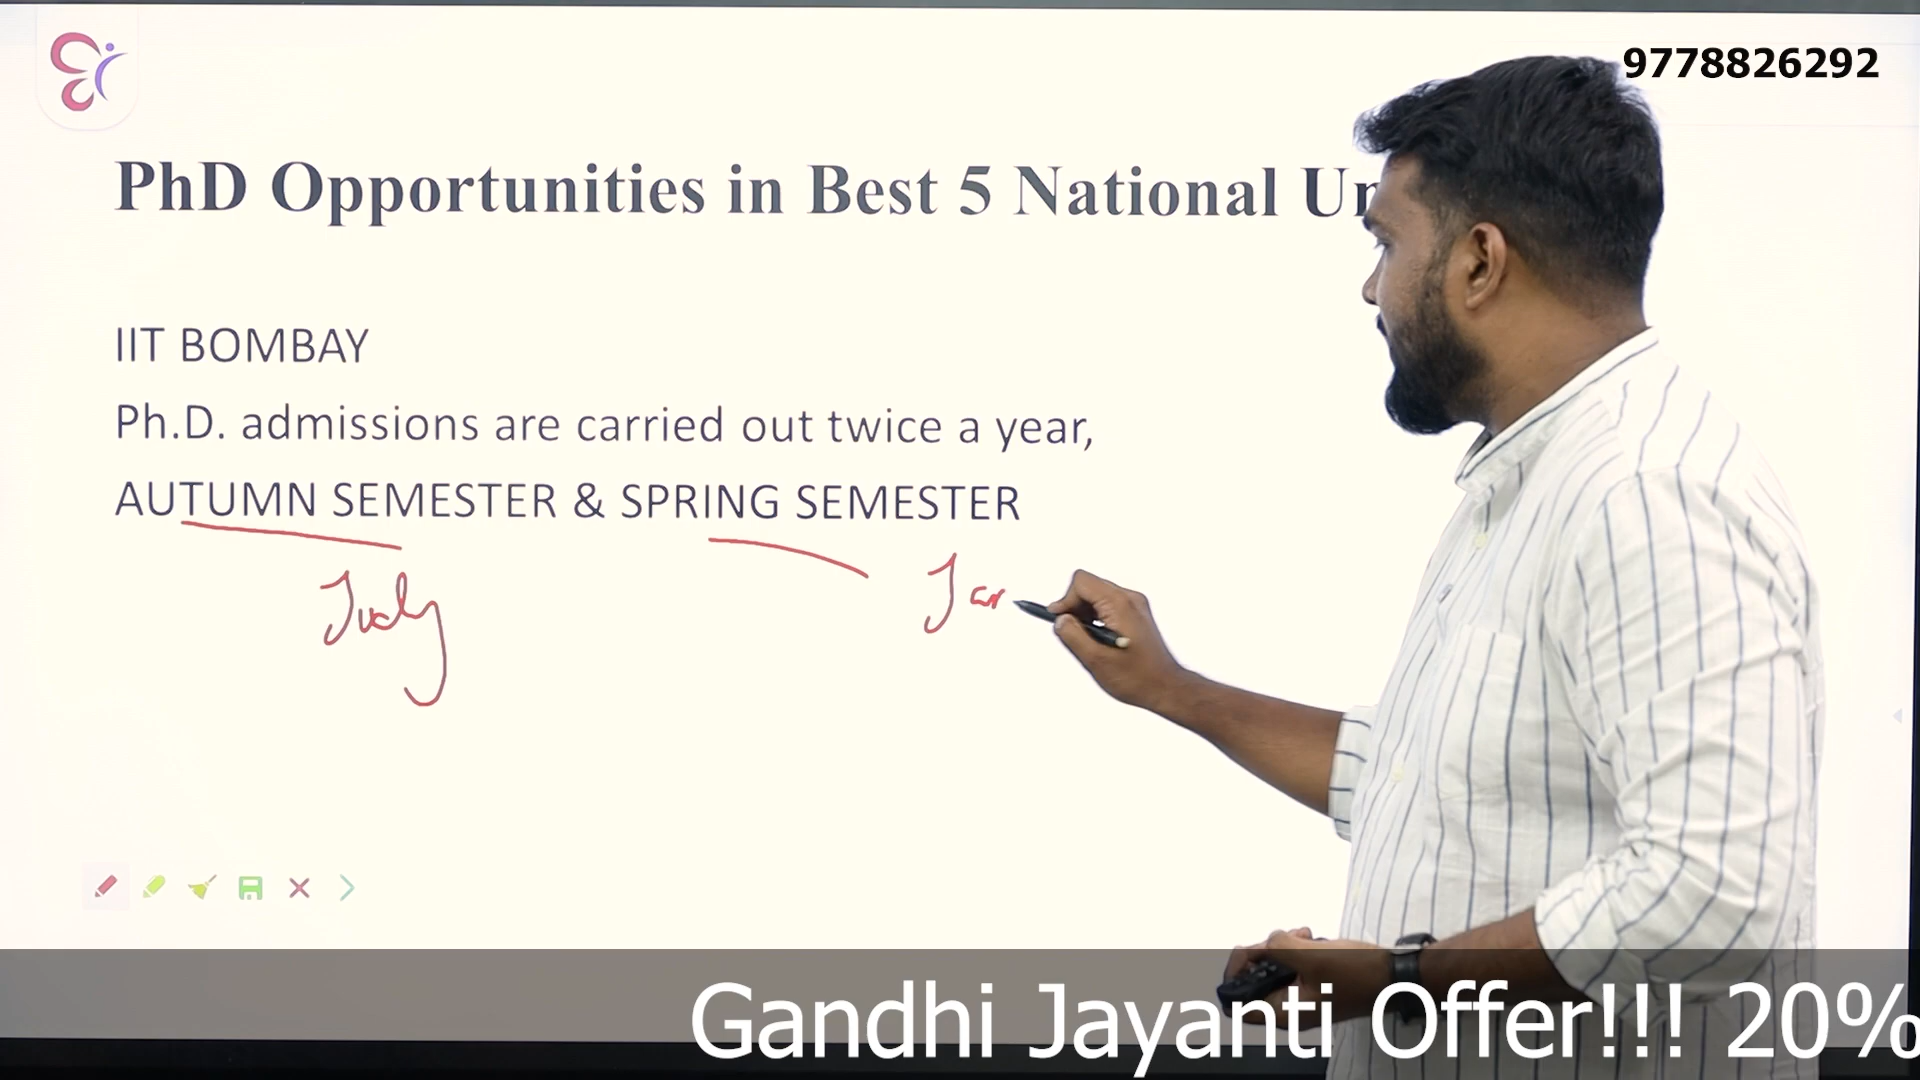 9778826292
PhD Opportunities in Best 5 National Un
IIT BOMBAY
Ph.D. admissions are carried out twice a year,
AUTUMN SEMESTER & SPRING SEMESTER
July
Jan
Gandhi Jayanti Offer!!! 20%